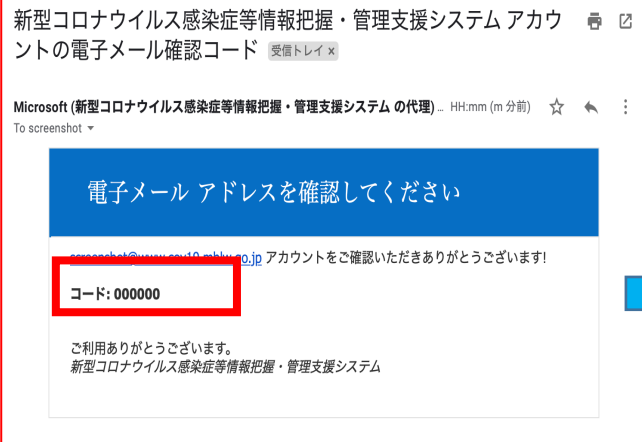 新型コロナウイルス感染症等情報把握・管理支援システム アカウ
ントの電子メール確認コード 受信トレイ ×
Microsoft (新型コロナウイルス感染症等情報把握・管理支援システム の代理) ... HH:mm (m 分前)
To screenshot
電子メール アドレスを確認してください
screenshot@www.cov19.mhlw.go.jp アカウントをご確認いただきありがとうございます!
コード: 000000
ご利用ありがとうございます。
新型コロナウイルス感染症等情報把握・管理支援システム